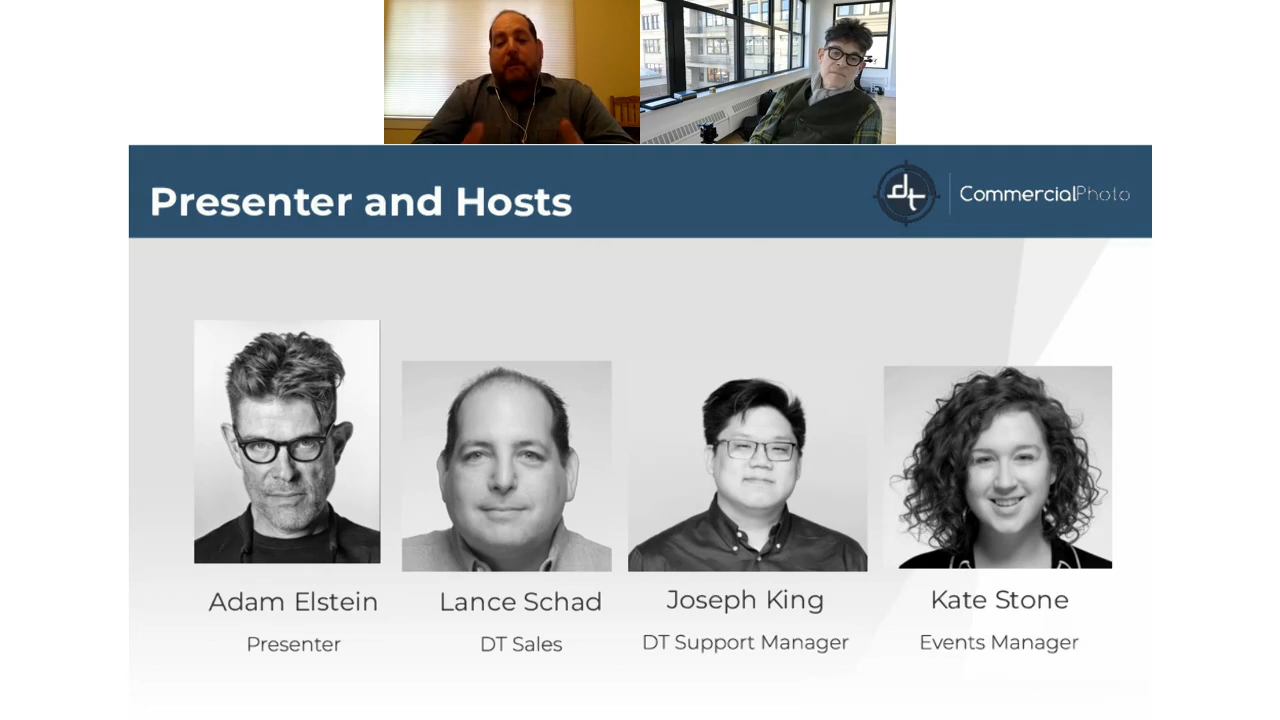 Presenter and Hosts
dt
CommercialPhoto
Adam Elstein
Lance Schad
Joseph King
Kate Stone
Presenter
DT Sales
DT Support Manager
Events Manager